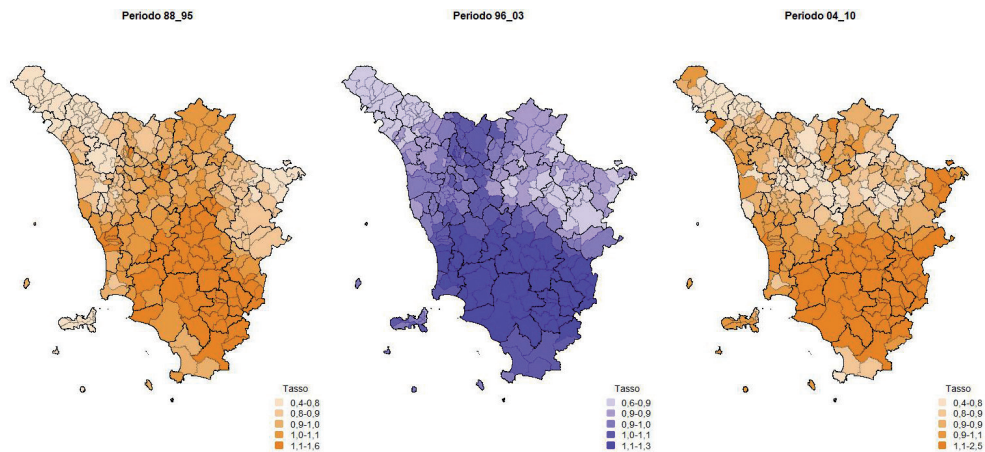 Periodo 88_95
Periodo 96_03
Periodo 04_10
Tasso
0,4-0,8
0,8-0,9
0,9-1,0
1,0-1,1
1,1-1,6
Tasso
0,6-0,9
0,9-0,9
0,9-1,0
1,0-1,1
1,1-1,3
Tasso
0,4-0,8
0,8-0,9
0,9-0,9
0,9-1,1
1,1-2,5